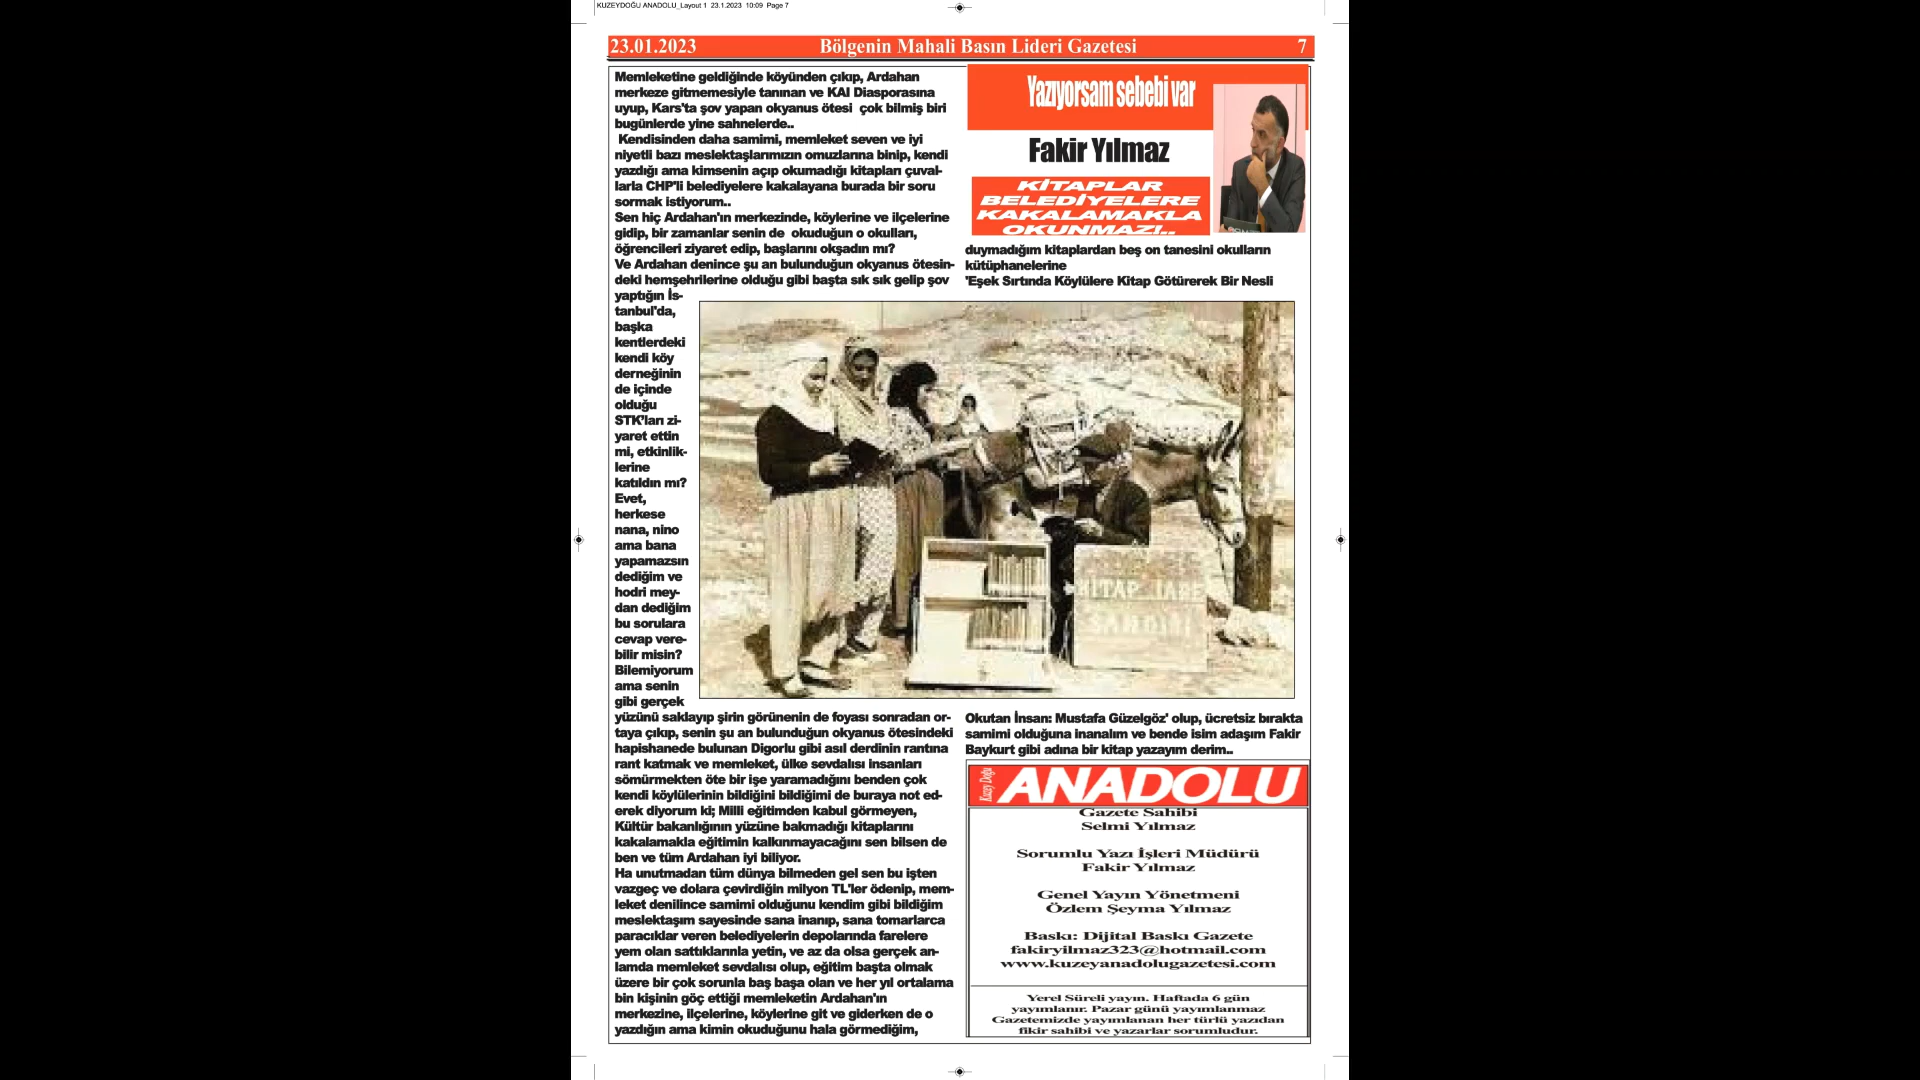 KUZEYDOĞU ANADOLU_Layout 1 23.1.2023 10:09 Page 7
23.01.2023 Bölgenin Mahali Basın Lideri Gazetesi 7
Yazıyorsam sebebi var
Fakir Yılmaz
KİTAPLAR
BELEDİYELERE
KAKALAMAKLA
OKUNMAZ!..
Memleketine geldiğinde köyünden çıkıp, Ardahan
merkeze gitmemesiyle tanınan ve KAI Diasporasına
uyup, Kars'ta şov yapan okyanus ötesi çok bilmiş biri
bugünlerde yine sahnelerde..
Kendisinden daha samimi, memleket seven ve iyi
niyetli bazı meslektaşlarımızın omuzlarına binip, kendi
yazdığı ama kimsenin açıp okumadığı kitapları çuval-
larla CHP'li belediyelere kakalayana burada bir soru
sormak istiyorum..
Sen hiç Ardahan'ın merkezinde, köylerine ve ilçelerine
gidip, bir zamanlar senin de okuduğun o okulları,
öğrencileri ziyaret edip, başlarını okşadın mı?
Ve Ardahan denince şu an bulunduğun okyanus ötesin-
deki hemşehrilerine olduğu gibi başta sık sık gelip şov
yaptığın İs-
tanbul'da,
başka
kentlerdeki
kendi köy
derneğinin
de içinde
olduğu
STK'ları zi-
yaret ettin
mi, etkinlik-
lerine
katıldın mı?
Evet,
herkese
nana, nino
ama bana
yapamazsın
dediğim ve
hodri mey-
dan dediğim
bu sorulara
cevap vere-
bilir misin?
Bilemiyorum
ama senin
gibi gerçek
yüzünü saklayıp şirin görünenin de foyası sonradan or-
taya çıkıp, senin şu an bulunduğun okyanus ötesindeki
hapishanede bulunan Digorlu gibi asıl derdinin rantına
rant katmak ve memleket, ülke sevdalısı insanları
sömürmekten öte bir işe yaramadığını benden çok
kendi köylülerinin bildiğini bildiğimi de buraya not ed-
erek diyorum ki; Milli eğitimden kabul görmeyen,
Kültür bakanlığının yüzüne bakmadığı kitaplarını
kakalamakla eğitimin kalkınmayacağını sen bilsen de
ben ve tüm Ardahan iyi biliyor.
Ha unutmadan tüm dünya bilmeden gel sen bu işten
vazgeç ve dolara çevirdiğin milyon TL'ler ödenip, mem-
leket denilince samimi olduğunu kendim gibi bildiğim
meslektaşım sayesinde sana inanıp, sana tomarlarca
paracıklar veren belediyelerin depolarında farelere
yem olan sattıklarınla yetin, ve az da olsa gerçek an-
lamda memleket sevdalısı olup, eğitim başta olmak
üzere bir çok sorunla baş başa olan ve her yıl ortalama
bin kişinin göç ettiği memleketin Ardahan'ın
merkezine, ilçelerine, köylerine git ve giderken de o
yazdığın ama kimin okuduğunu hala görmediğim,
duymadığım kitaplardan beş on tanesini okulların
kütüphanelerine
'Eşek Sırtında Köylülere Kitap Götürerek Bir Nesli
KİTAP İARE
SANDIĞI
Okutan İnsan: Mustafa Güzelgöz' olup, ücretsiz bırakta
samimi olduğuna inanalım ve bende isim adaşım Fakir
Baykurt gibi adına bir kitap yazayım derim..
Kuzey Doğu ANADOLU
Gazete Sahibi
Selmi Yılmaz
Sorumlu Yazı İşleri Müdürü
Fakir Yılmaz
Genel Yayın Yönetmeni
Özlem Şeyma Yılmaz
Baskı: Dijital Baskı Gazete
fakiryilmaz323@hotmail.com
www.kuzeyanadolugazetesi.com
Yerel Süreli yayın. Haftada 6 gün
yayımlanır. Pazar günü yayımlanmaz
Gazetemizde yayımlanan her türlü yazıdan
fikir sahibi ve yazarlar sorumludur.